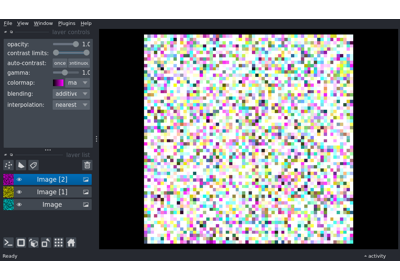 File View Window Plugins Help
layer controls
opacity: 1.0
contrast limits:
auto-contrast: once
gamma: 1.0
colormap: ma
blending: additive
interpolation: nearest
layer list
Image [2]
Image [1]
Image
Ready activity